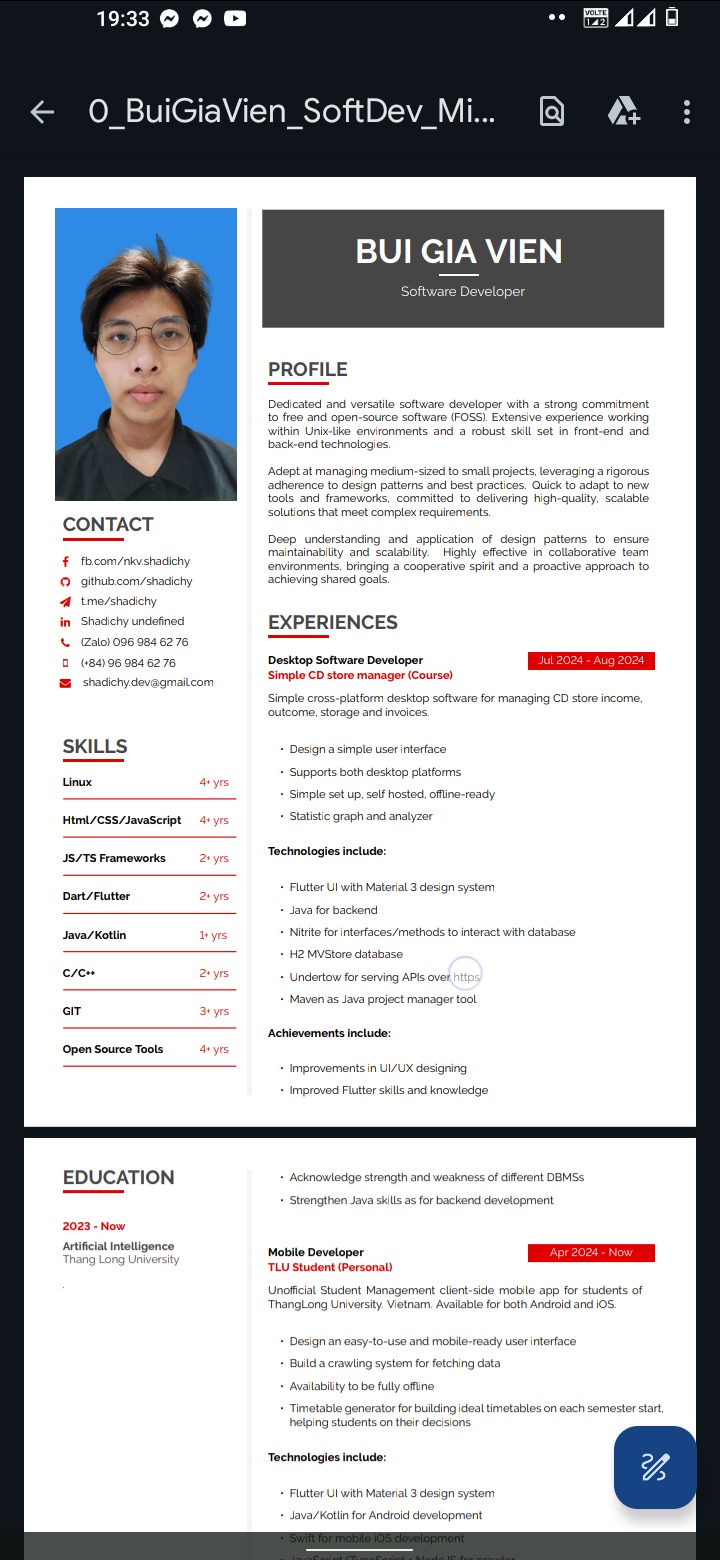 19:33
VOLTE
1 2
0_BuiGiaVien_SoftDev_Mi...
BUI GIA VIEN
Software Developer
CONTACT
fb.com/nkv.shadichy
github.com/shadichy
t.me/shadichy
Shadichy undefined
(Zalo) 096 984 62 76
(+84) 96 984 62 76
shadichy.dev@gmail.com
SKILLS
Linux 4+ yrs
Html/CSS/JavaScript 4+ yrs
JS/TS Frameworks 2+ yrs
Dart/Flutter 2+ yrs
Java/Kotlin 1+ yrs
C/C++ 2+ yrs
GIT 3+ yrs
Open Source Tools 4+ yrs
PROFILE
Dedicated and versatile software developer with a strong commitment
to free and open-source software (FOSS). Extensive experience working
within Unix-like environments and a robust skill set in front-end and
back-end technologies.
Adept at managing medium-sized to small projects, leveraging a rigorous
adherence to design patterns and best practices. Quick to adapt to new
tools and frameworks, committed to delivering high-quality, scalable
solutions that meet complex requirements.
Deep understanding and application of design patterns to ensure
maintainability and scalability. Highly effective in collaborative team
environments, bringing a cooperative spirit and a proactive approach to
achieving shared goals.
EXPERIENCES
Desktop Software Developer Jul 2024 - Aug 2024
Simple CD store manager (Course)
Simple cross-platform desktop software for managing CD store income,
outcome, storage and invoices.
• Design a simple user interface
• Supports both desktop platforms
• Simple set up, self hosted, offline-ready
• Statistic graph and analyzer
Technologies include:
• Flutter UI with Material 3 design system
• Java for backend
• Nitrite for interfaces/methods to interact with database
• H2 MVStore database
• Undertow for serving APIs over https
• Maven as Java project manager tool
Achievements include:
• Improvements in UI/UX designing
• Improved Flutter skills and knowledge
EDUCATION
2023 - Now
Artificial Intelligence
Thang Long University
.
• Acknowledge strength and weakness of different DBMSs
• Strengthen Java skills as for backend development
Mobile Developer Apr 2024 - Now
TLU Student (Personal)
Unofficial Student Management client-side mobile app for students of
ThangLong University, Vietnam. Available for both Android and iOS.
• Design an easy-to-use and mobile-ready user interface
• Build a crawling system for fetching data
• Availability to be fully offline
• Timetable generator for building ideal timetables on each semester start,
helping students on their decisions
Technologies include:
• Flutter UI with Material 3 design system
• Java/Kotlin for Android development
• Swift for mobile iOS development